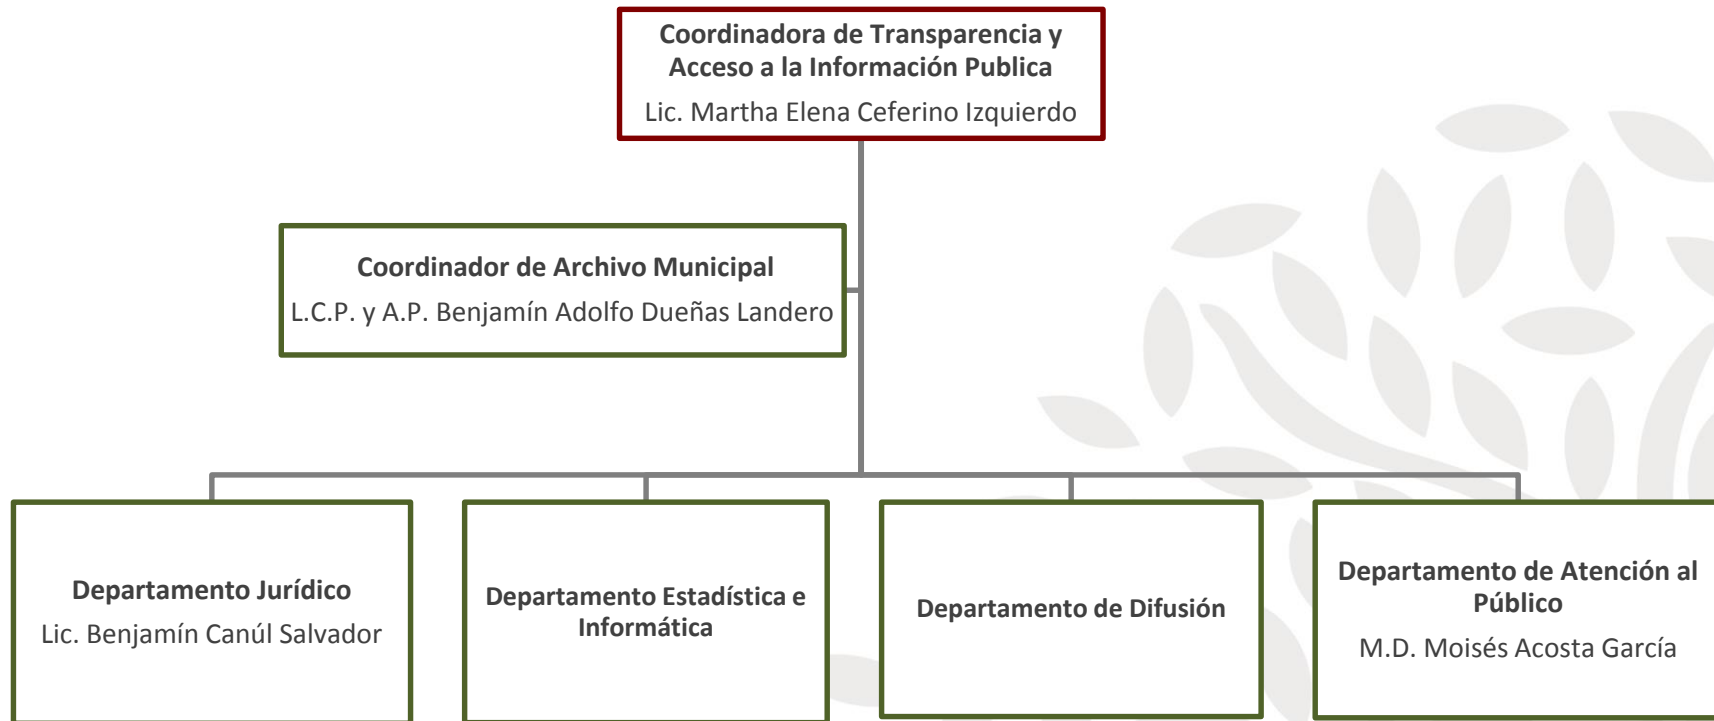 Coordinadora de Transparencia y
Acceso a la Información Publica
Lic. Martha Elena Ceferino Izquierdo
Coordinador de Archivo Municipal
L.C.P. y A.P. Benjamín Adolfo Dueñas Landero
Departamento Jurídico
Lic. Benjamín Canúl Salvador
Departamento Estadística e
Informática
Departamento de Difusión
Departamento de Atención al
Público
M.D. Moisés Acosta García